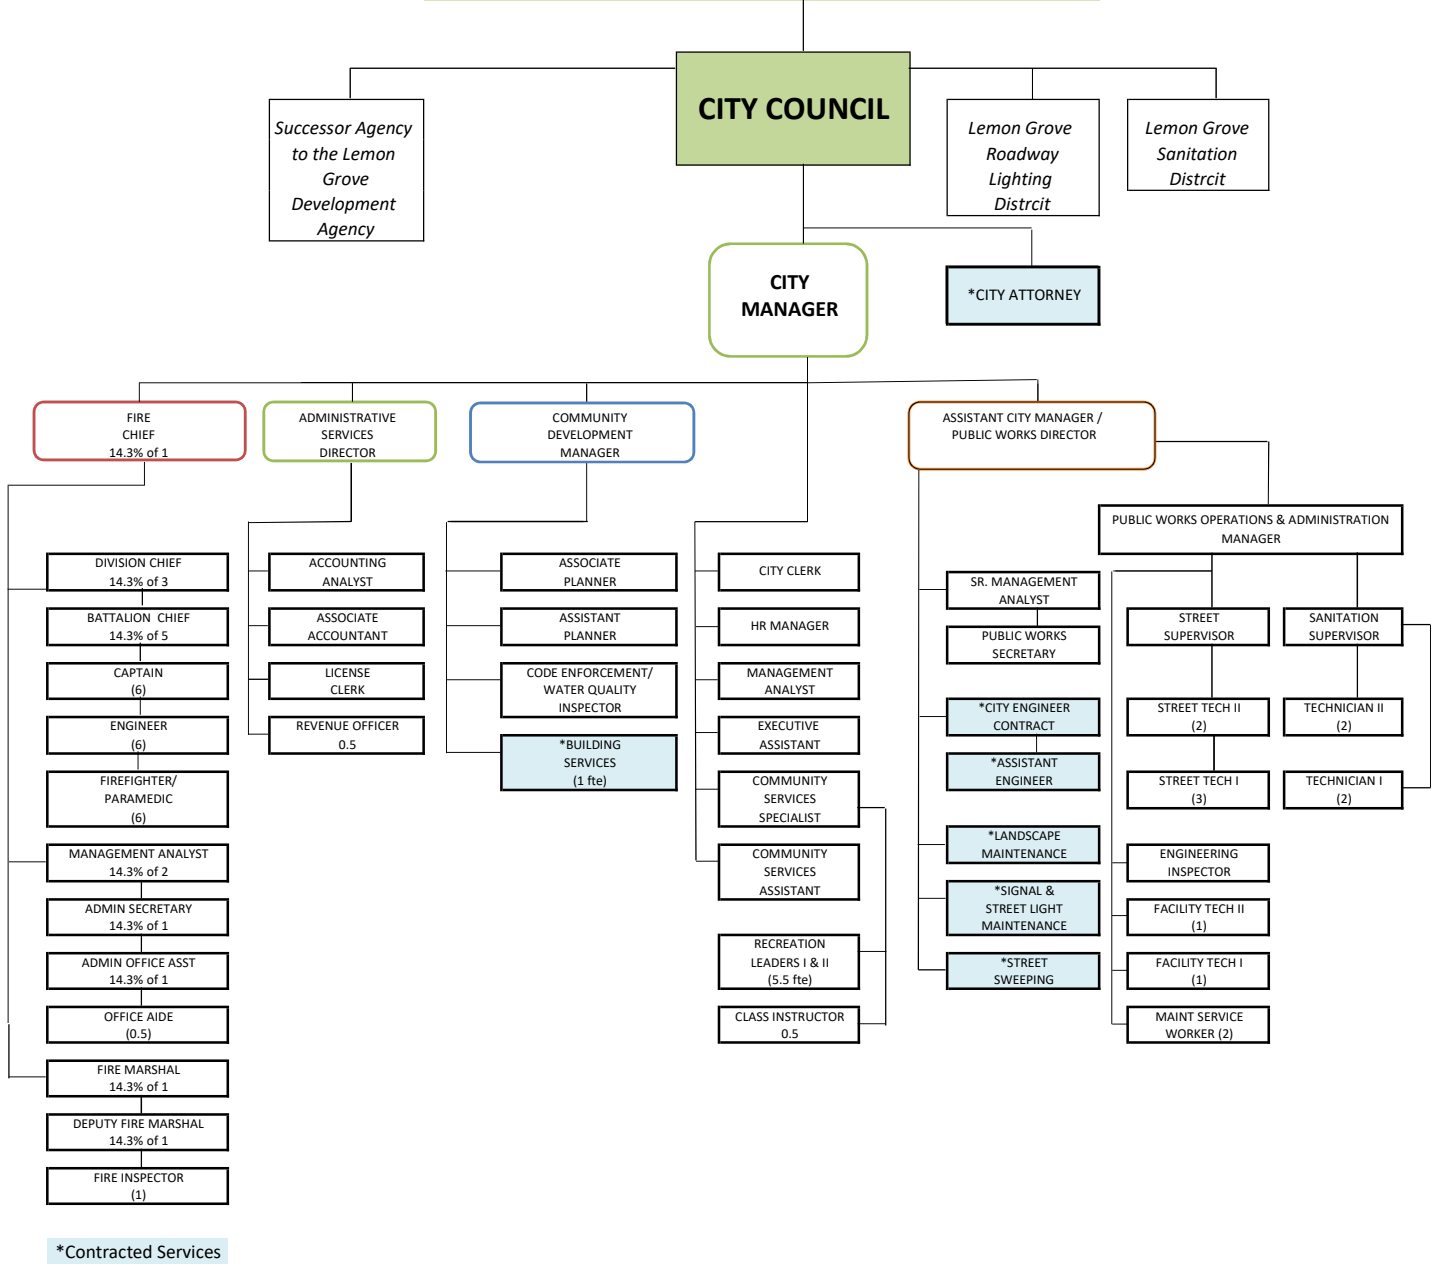 CITY COUNCIL
Successor Agency
to the Lemon
Grove
Development
Agency
Lemon Grove
Roadway
Lighting
Distrcit
Lemon Grove
Sanitation
Distrcit
CITY
MANAGER
*CITY ATTORNEY
FIRE
CHIEF
14.3% of 1
ADMINISTRATIVE
SERVICES
DIRECTOR
COMMUNITY
DEVELOPMENT
MANAGER
ASSISTANT CITY MANAGER /
PUBLIC WORKS DIRECTOR
PUBLIC WORKS OPERATIONS & ADMINISTRATION
MANAGER
DIVISION CHIEF
14.3% of 3
BATTALION  CHIEF
14.3% of 5
CAPTAIN
(6)
ENGINEER
(6)
FIREFIGHTER/
PARAMEDIC
(6)
MANAGEMENT ANALYST
14.3% of 2
ADMIN SECRETARY
14.3% of 1
ADMIN OFFICE ASST
14.3% of 1
OFFICE AIDE
(0.5)
FIRE MARSHAL
14.3% of 1
DEPUTY FIRE MARSHAL
14.3% of 1
FIRE INSPECTOR
(1)
ACCOUNTING
ANALYST
ASSOCIATE
ACCOUNTANT
LICENSE
CLERK
REVENUE OFFICER
0.5
ASSOCIATE
PLANNER
ASSISTANT
PLANNER
CODE ENFORCEMENT/
WATER QUALITY
INSPECTOR
*BUILDING
SERVICES
(1 fte)
CITY CLERK
HR MANAGER
MANAGEMENT
ANALYST
EXECUTIVE
ASSISTANT
COMMUNITY
SERVICES
SPECIALIST
COMMUNITY
SERVICES
ASSISTANT
RECREATION
LEADERS I & II
(5.5 fte)
CLASS INSTRUCTOR
0.5
SR. MANAGEMENT
ANALYST
PUBLIC WORKS
SECRETARY
*CITY ENGINEER
CONTRACT
*ASSISTANT
ENGINEER
*LANDSCAPE
MAINTENANCE
*SIGNAL &
STREET LIGHT
MAINTENANCE
*STREET
SWEEPING
STREET
SUPERVISOR
STREET TECH II
(2)
STREET TECH I
(3)
ENGINEERING
INSPECTOR
FACILITY TECH II
(1)
FACILITY TECH I
(1)
MAINT SERVICE
WORKER (2)
SANITATION
SUPERVISOR
TECHNICIAN II
(2)
TECHNICIAN I
(2)
*Contracted Services